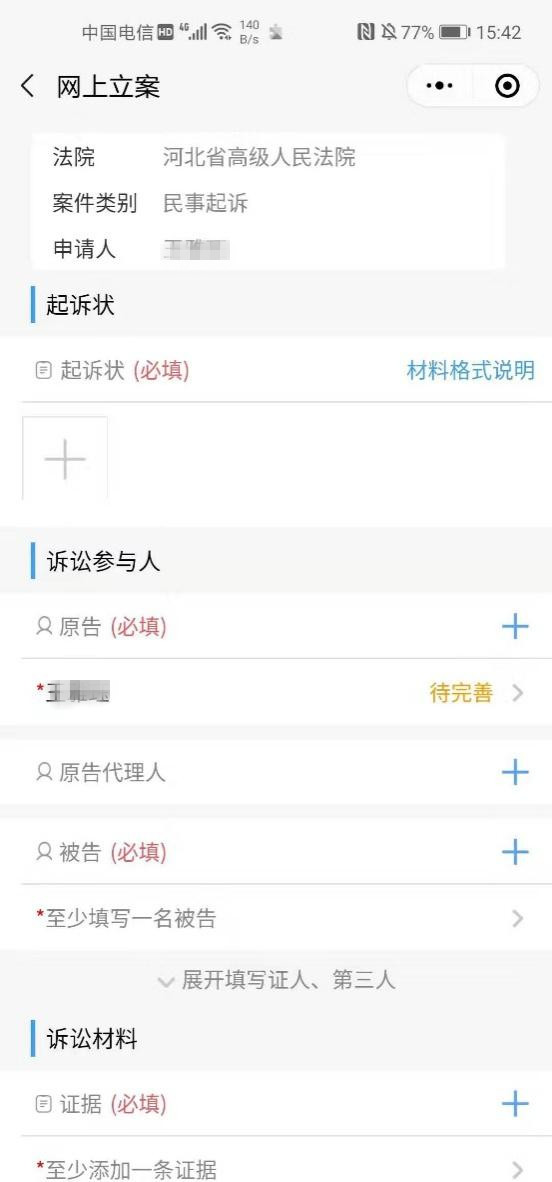 中国电信 HD 4G 140 B/s 77% 15:42
网上立案
法院 河北省高级人民法院
案件类别 民事起诉
申请人
起诉状
起诉状 (必填) 材料格式说明
诉讼参与人
原告 (必填)
*王 待完善
原告代理人
被告 (必填)
*至少填写一名被告
展开填写证人、第三人
诉讼材料
证据 (必填)
*至少添加一条证据